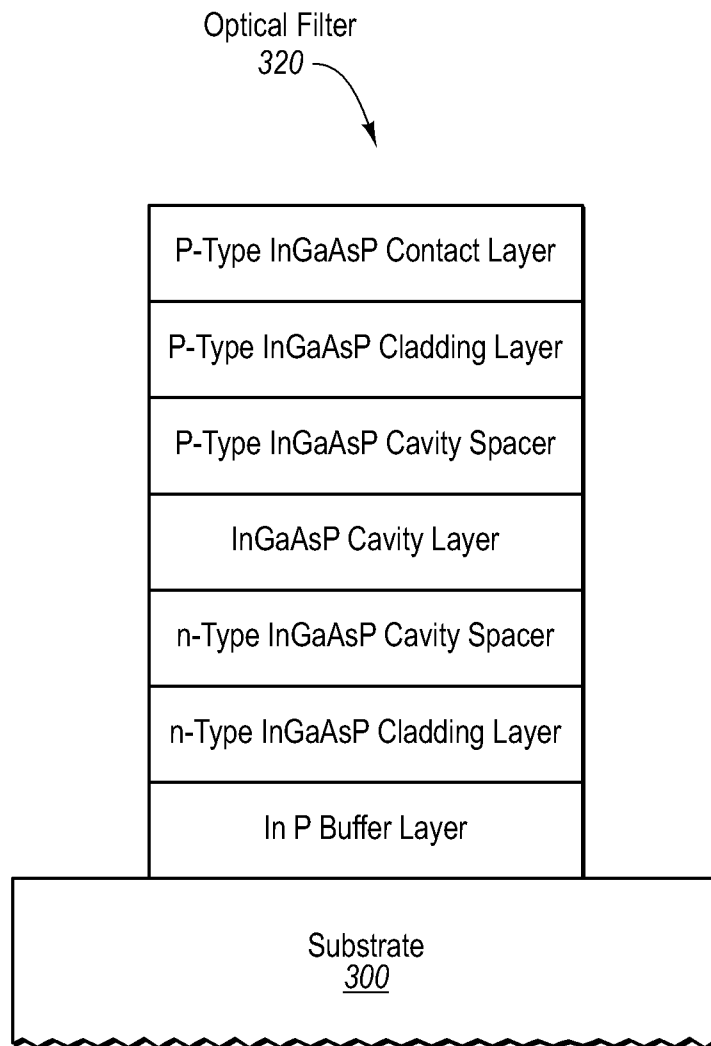 Optical Filter
320
P-Type InGaAsP Contact Layer
P-Type InGaAsP Cladding Layer
P-Type InGaAsP Cavity Spacer
InGaAsP Cavity Layer
n-Type InGaAsP Cavity Spacer
n-Type InGaAsP Cladding Layer
In P Buffer Layer
Substrate
300